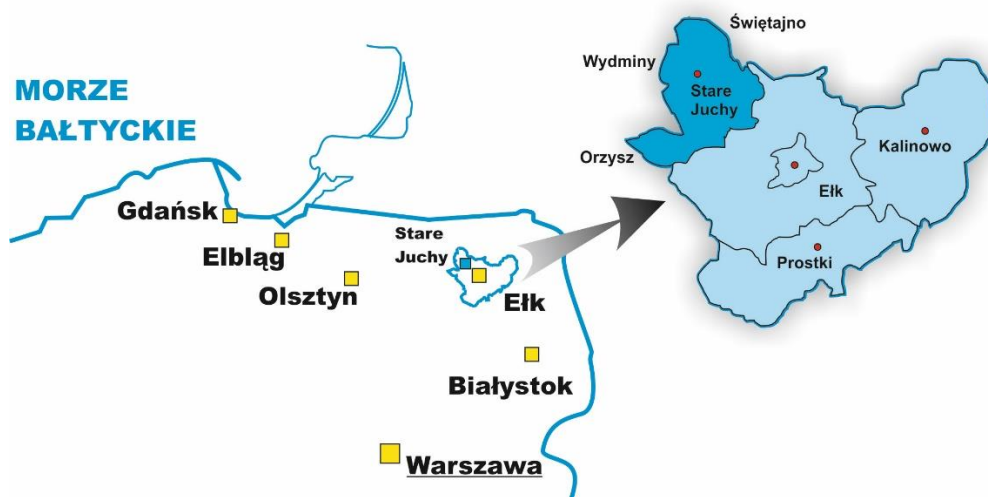 MORZE
BAŁTYCKIE
Gdańsk
Elbląg
Olsztyn
Stare
Juchy
Ełk
Białystok
Warszawa
Świętajno
Wydminy
Stare
Juchy
Orzysz
Kalinowo
Ełk
Prostki